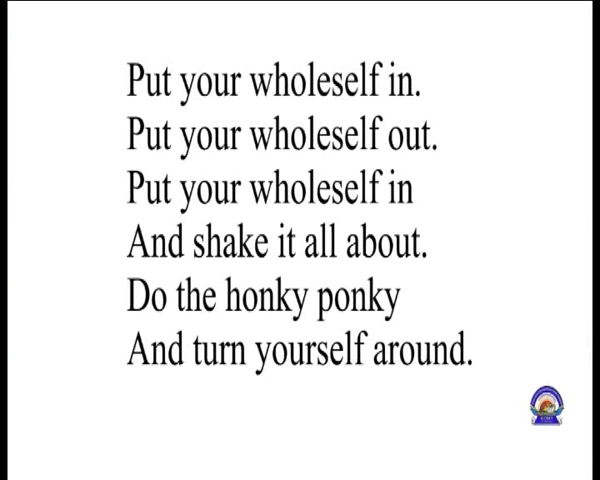 Put your wholeself in.
Put your wholeself out.
Put your wholeself in
And shake it all about.
Do the honky ponky
And turn yourself around.